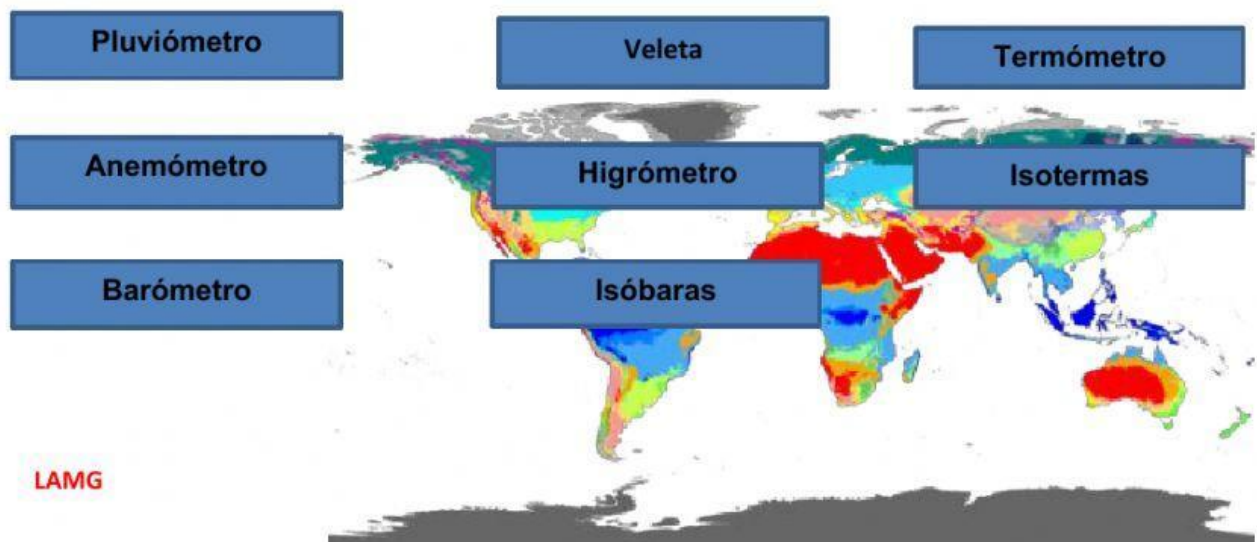 Pluviómetro
Veleta
Termómetro
Anemómetro
Higrómetro
Isotermas
Barómetro
Isóbaras
LAMG